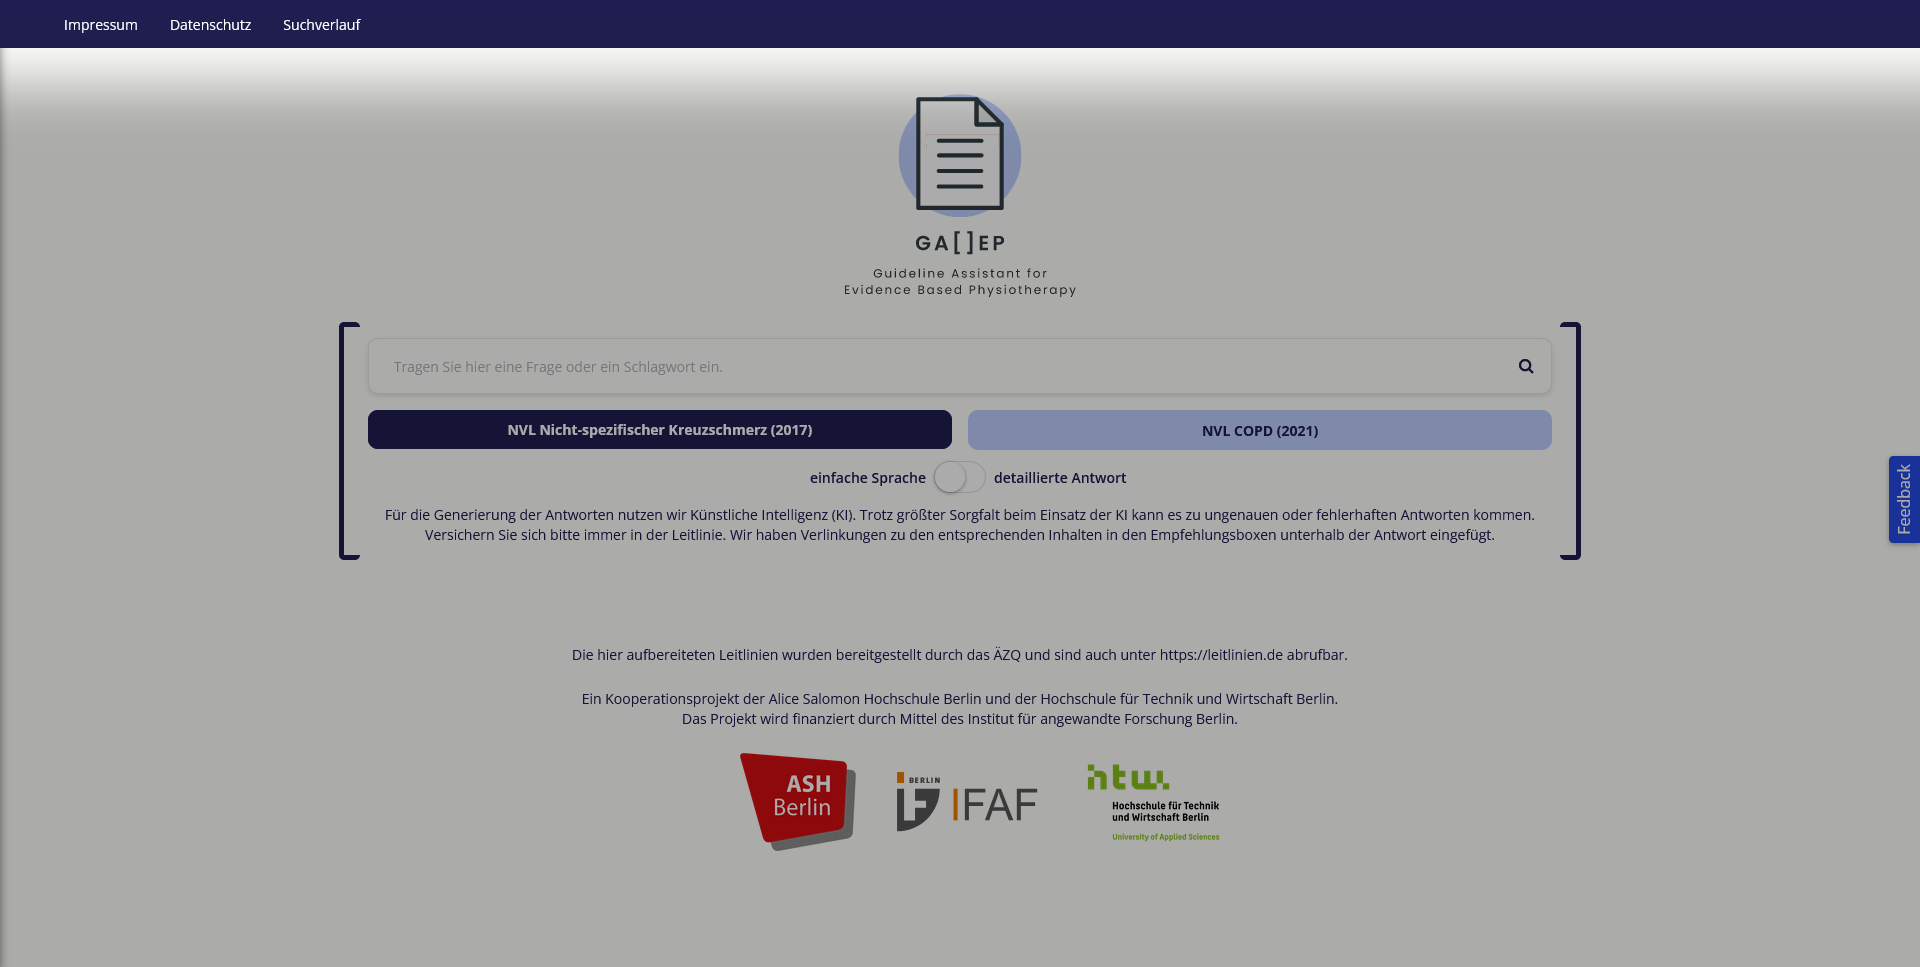 Impressum Datenschutz Suchverlauf
GA[]EP
Guideline Assistant for
Evidence Based Physiotherapy
Tragen Sie hier eine Frage oder ein Schlagwort ein.
NVL Nicht-spezifischer Kreuzschmerz (2017) NVL COPD (2021)
einfache Sprache detaillierte Antwort
Für die Generierung der Antworten nutzen wir Künstliche Intelligenz (KI). Trotz größter Sorgfalt beim Einsatz der KI kann es zu ungenauen oder fehlerhaften Antworten kommen.
Versichern Sie sich bitte immer in der Leitlinie. Wir haben Verlinkungen zu den entsprechenden Inhalten in den Empfehlungsboxen unterhalb der Antwort eingefügt.
Feedback
Die hier aufbereiteten Leitlinien wurden bereitgestellt durch das ÄZQ und sind auch unter https://leitlinien.de abrufbar.
Ein Kooperationsprojekt der Alice Salomon Hochschule Berlin und der Hochschule für Technik und Wirtschaft Berlin.
Das Projekt wird finanziert durch Mittel des Institut für angewandte Forschung Berlin.
ASH
Berlin
BERLIN
IFAF
htw.
Hochschule für Technik
und Wirtschaft Berlin
University of Applied Sciences